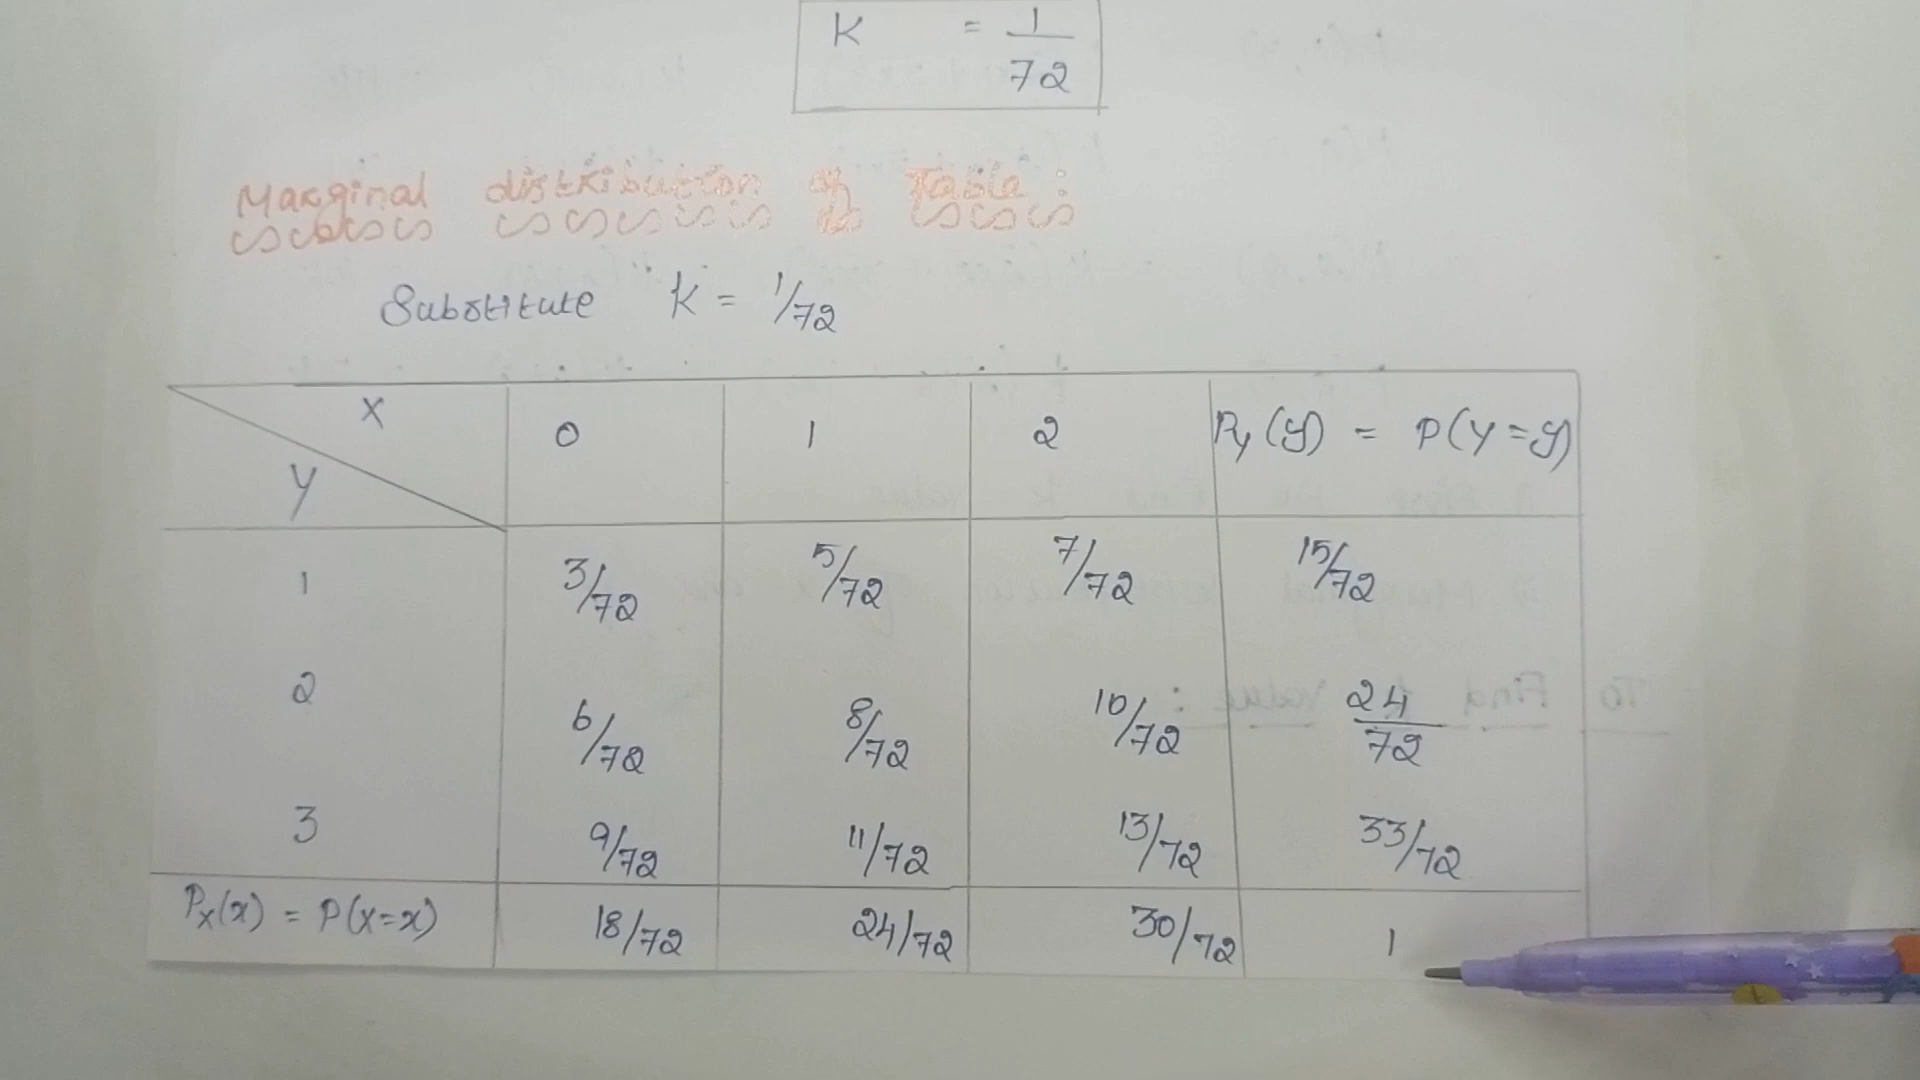 K = 1/72
Marginal distribution of Table:
Substitute K = 1/72
X
Y 0 1 2 Py(y) = P(Y=y)
1 3/72 5/72 7/72 15/72
2 6/72 8/72 10/72 24/72
3 9/72 11/72 13/72 33/72
Px(x) = P(X=x) 18/72 24/72 30/72 1